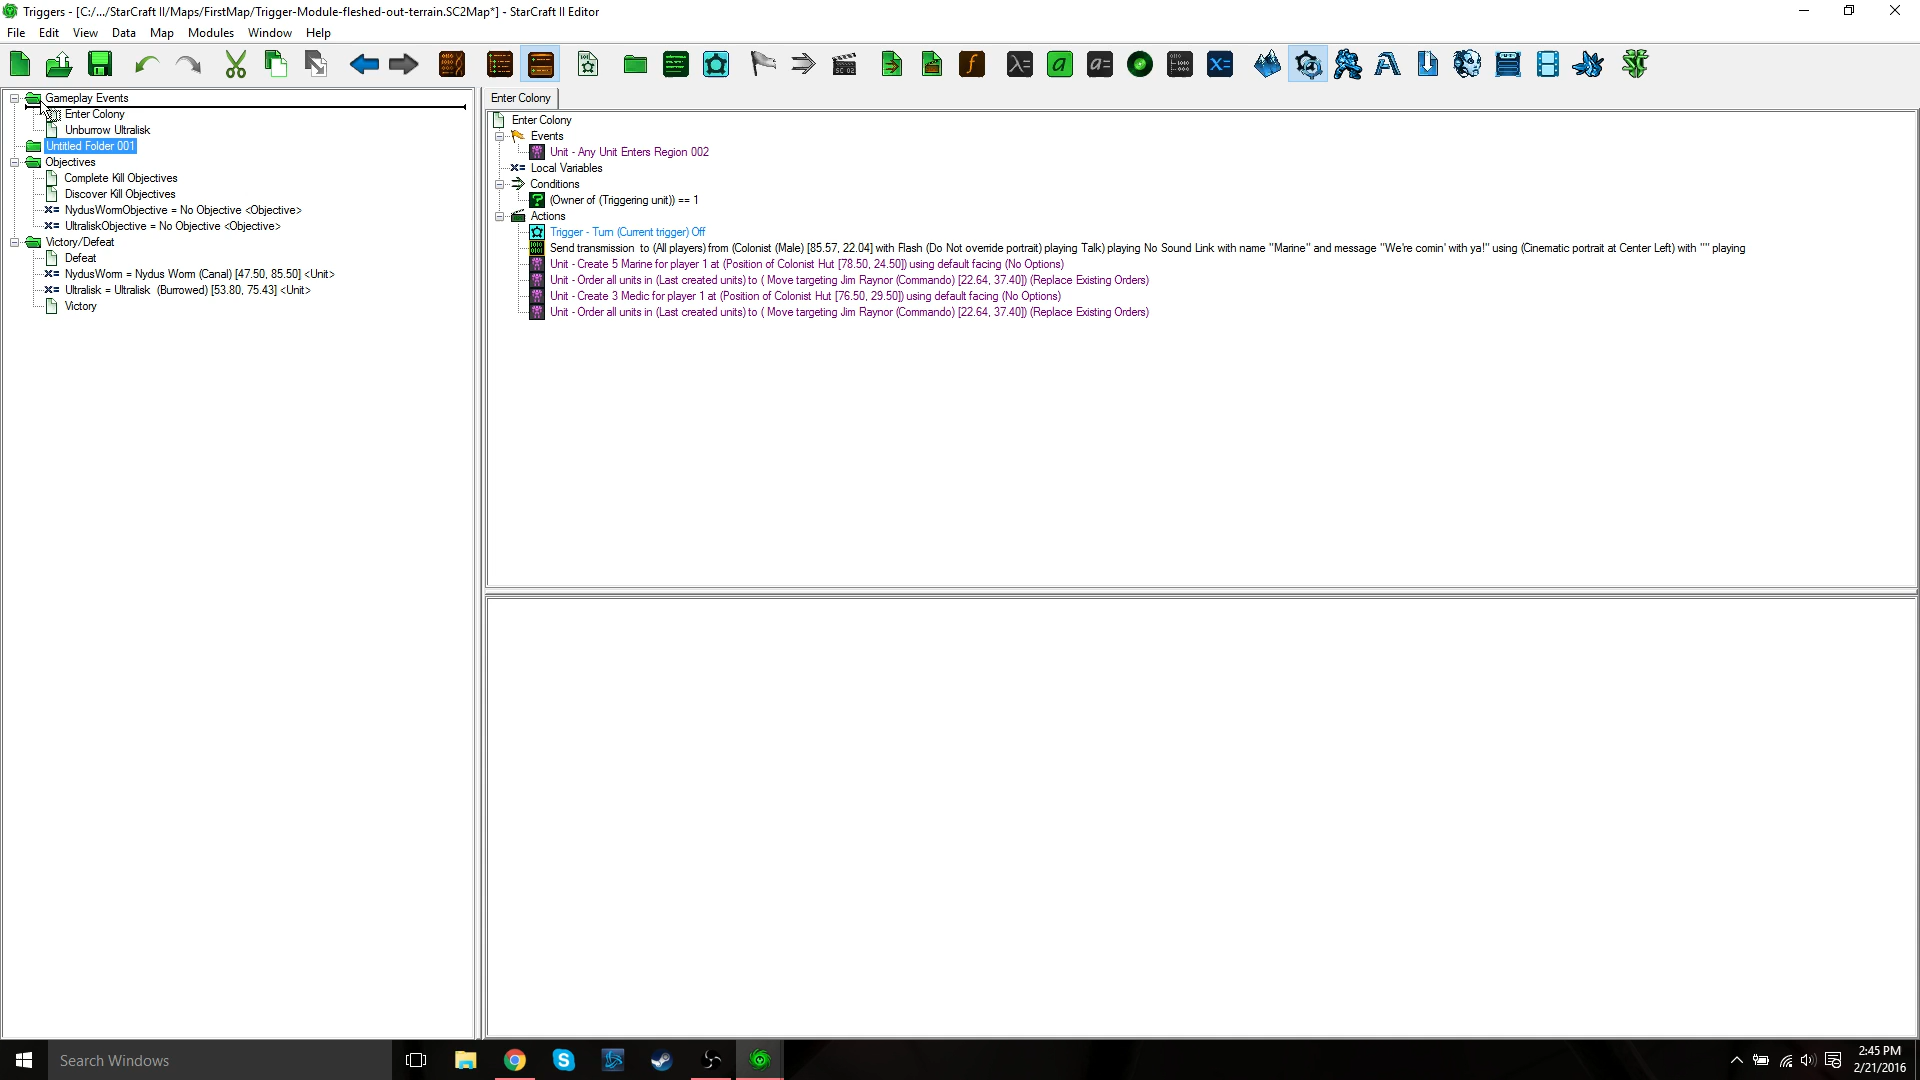 Triggers - [C:/.../StarCraft II/Maps/FirstMap/Trigger-Module-fleshed-out-terrain.SC2Map*] - StarCraft II Editor
File Edit View Data Map Modules Window Help
Gameplay Events
Enter Colony
Unburrow Ultralisk
Untitled Folder 001
Objectives
Complete Kill Objectives
Discover Kill Objectives
NydusWormObjective = No Objective <Objective>
UltraliskObjective = No Objective <Objective>
Victory/Defeat
Defeat
NydusWorm = Nydus Worm (Canal) [47.50, 85.50] <Unit>
Ultralisk = Ultralisk (Burrowed) [53.80, 75.43] <Unit>
Victory
Enter Colony
Enter Colony
Events
Unit - Any Unit Enters Region 002
Local Variables
Conditions
(Owner of (Triggering unit)) == 1
Actions
Trigger - Turn (Current trigger) Off
Send transmission to (All players) from (Colonist (Male) [85.57, 22.04] with Flash (Do Not override portrait) playing Talk) playing No Sound Link with name "Marine" and message "We're comin' with ya!" using (Cinematic portrait at Center Left) with "" playing
Unit - Create 5 Marine for player 1 at (Position of Colonist Hut [78.50, 24.50]) using default facing (No Options)
Unit - Order all units in (Last created units) to ( Move targeting Jim Raynor (Commando) [22.64, 37.40]) (Replace Existing Orders)
Unit - Create 3 Medic for player 1 at (Position of Colonist Hut [76.50, 29.50]) using default facing (No Options)
Unit - Order all units in (Last created units) to ( Move targeting Jim Raynor (Commando) [22.64, 37.40]) (Replace Existing Orders)
Search Windows
2:45 PM
2/21/2016